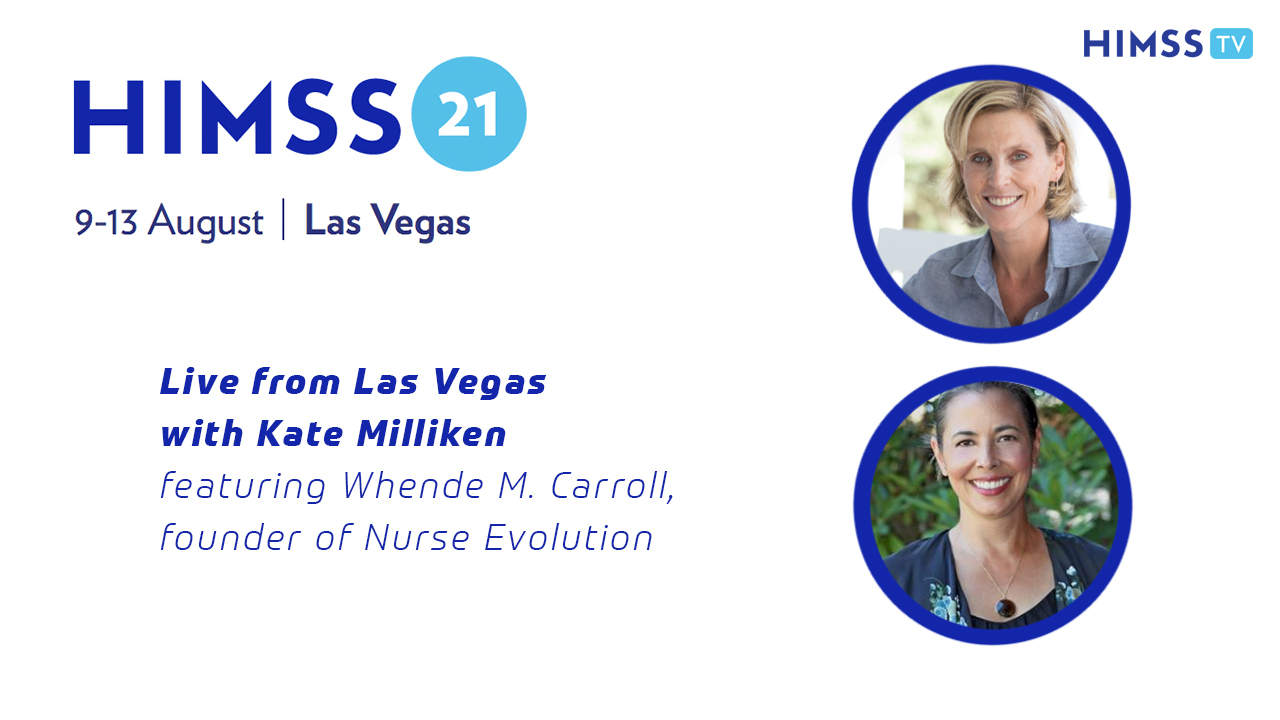 HIMSS TV
HIMSS 21
9-13 August | Las Vegas
Live from Las Vegas
with Kate Milliken
featuring Whende M. Carroll,
founder of Nurse Evolution